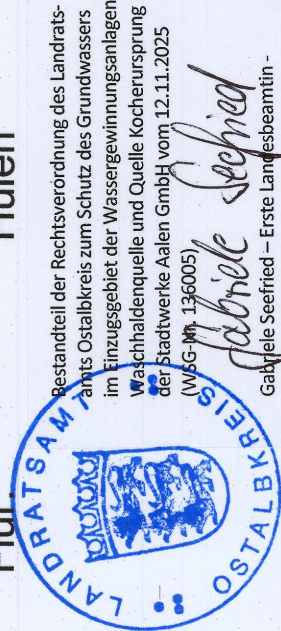 Bestandteil der Rechtsverordnung des Landrats-
amts Ostalbkreis zum Schutz des Grundwassers
im Einzugsgebiet der Wassergewinnungsanlagen
Waschhaldenquelle und Quelle Kocherursprung
der Stadtwerke Aalen GmbH vom 12.11.2025
(WSG-Nr. 136005)
Gabriele Seefried
Gabriele Seefried – Erste Landesbeamtin -
LANDRATSAMT
OSTALBKREIS